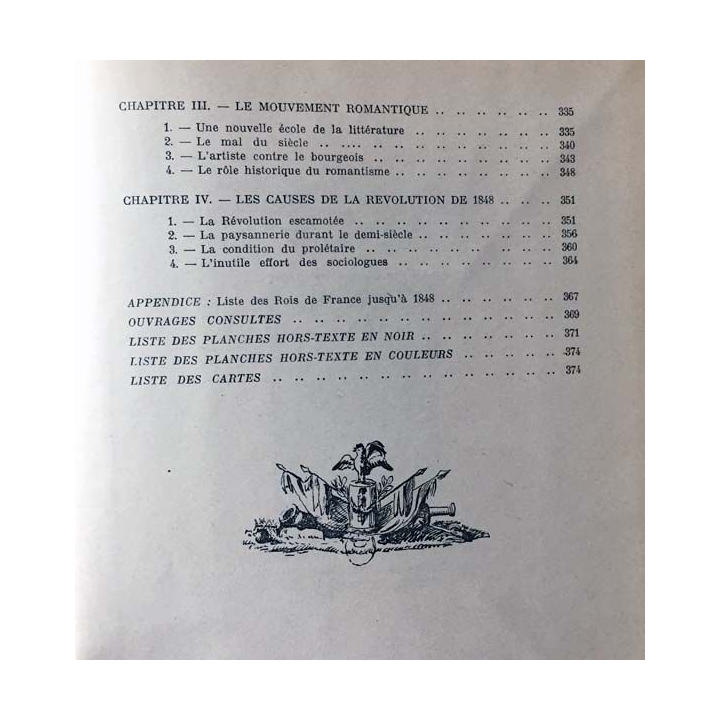 CHAPITRE III. — LE MOUVEMENT ROMANTIQUE .. .. .. .. .. .. 335
1. — Une nouvelle école de la littérature .. .. .. .. .. .. .. 335
2. — Le mal du siècle .. .... .. .. .. .. .. .. .. .. .. 340
3. — L'artiste contre le bourgeois .. .. .. .. .. .. .. .. .. 343
4. — Le rôle historique du romantisme .. .. .. .. .. .. .. .. 348
CHAPITRE IV. — LES CAUSES DE LA REVOLUTION DE 1848 .. .. .. 351
1. — La Révolution escamotée .. .. .. .. .. .. .. .. .. .. 351
2. — La paysannerie durant le demi-siècle .. .. .. .. .. .. .. 356
3. — La condition du prolétaire .. .. .. .. .. .. .. .. .. 360
4. — L'inutile effort des sociologues .. .. .. .. .. .. .. .. 364
APPENDICE : Liste des Rois de France jusqu'à 1848 .. .. .. .. .. .. 367
OUVRAGES CONSULTES .. .. .. .. .. .. .. .. .. .. .. .. 369
LISTE DES PLANCHES HORS-TEXTE EN NOIR .. .. .. .. .. .. .. 371
LISTE DES PLANCHES HORS-TEXTE EN COULEURS .. .. .. .. .. 374
LISTE DES CARTES .. .. .. .. .. .. .. .. .. .. .. .. .. .. 374